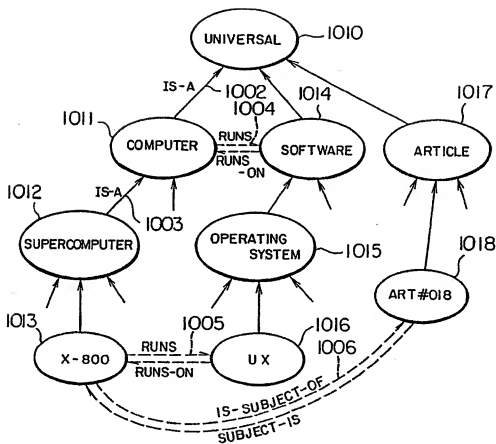 UNIVERSAL
1010
IS-A
1002
1004
1014
1017
1011
COMPUTER
RUNS
RUNS
-ON
SOFTWARE
ARTICLE
1012
IS-A
1003
SUPERCOMPUTER
OPERATING
SYSTEM
1015
1018
ART#018
1013
X-800
RUNS
1005
RUNS-ON
UX
1016
1006
IS-SUBJECT-OF
SUBJECT-IS